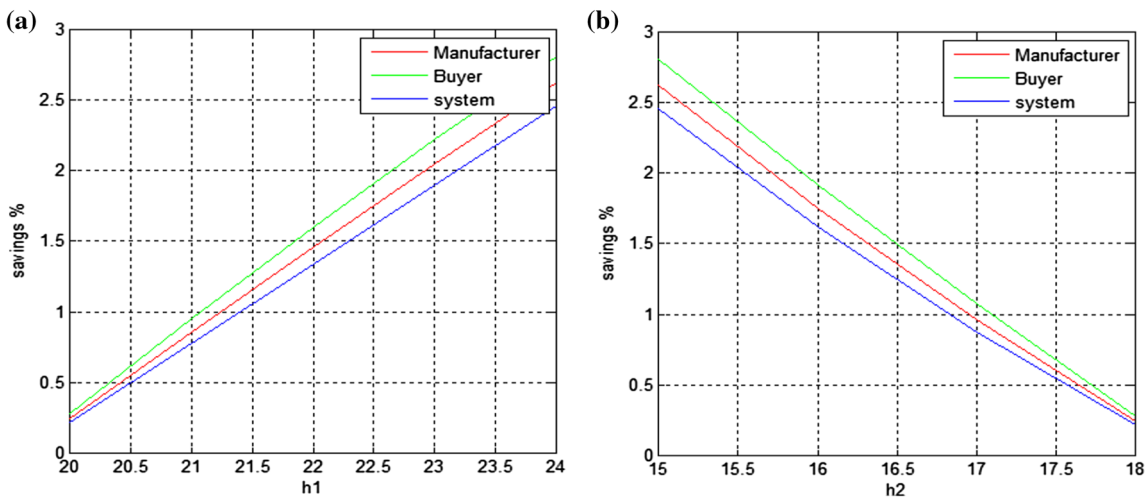 (a)
3
2.5
2
1.5
1
0.5
0
savings %
20 20.5 21 21.5 22 22.5 23 23.5 24
h1
Manufacturer
Buyer
system
(b)
3
2.5
2
1.5
1
0.5
0
savings %
15 15.5 16 16.5 17 17.5 18
h2
Manufacturer
Buyer
system